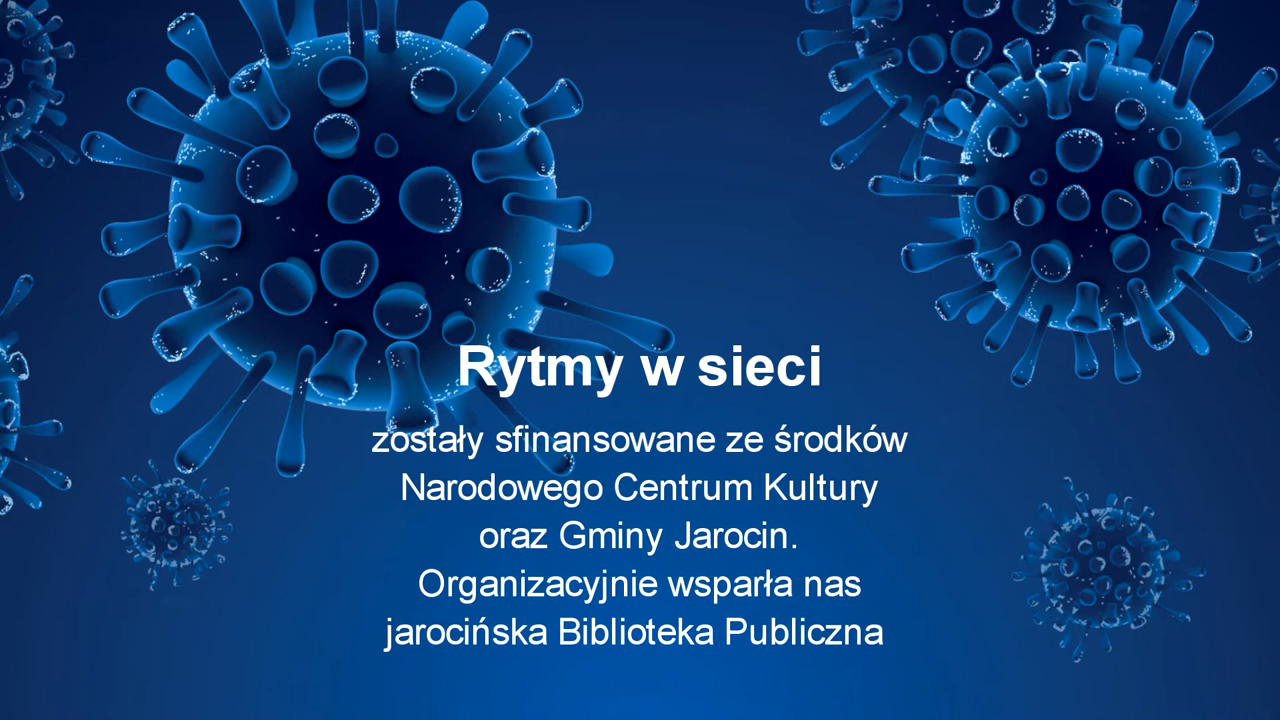 Rytmy w sieci
zostały sfinansowane ze środków
Narodowego Centrum Kultury
oraz Gminy Jarocin.
Organizacyjnie wsparła nas
jarocińska Biblioteka Publiczna